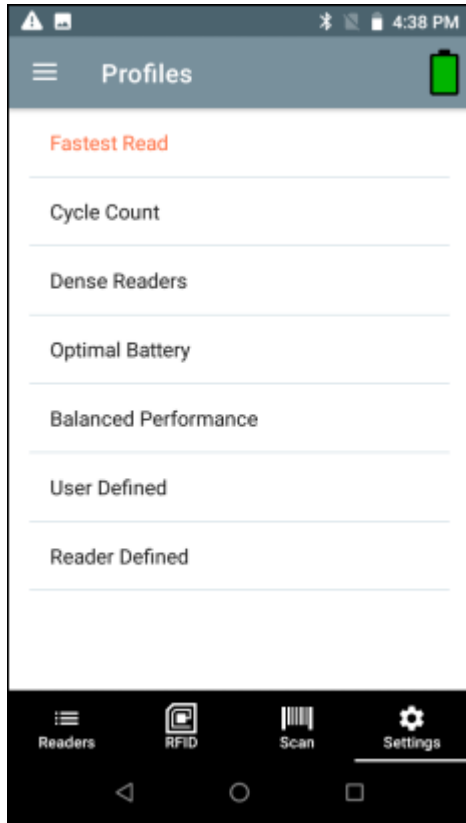 4:38 PM
Profiles
Fastest Read
Cycle Count
Dense Readers
Optimal Battery
Balanced Performance
User Defined
Reader Defined
Readers RFID Scan Settings